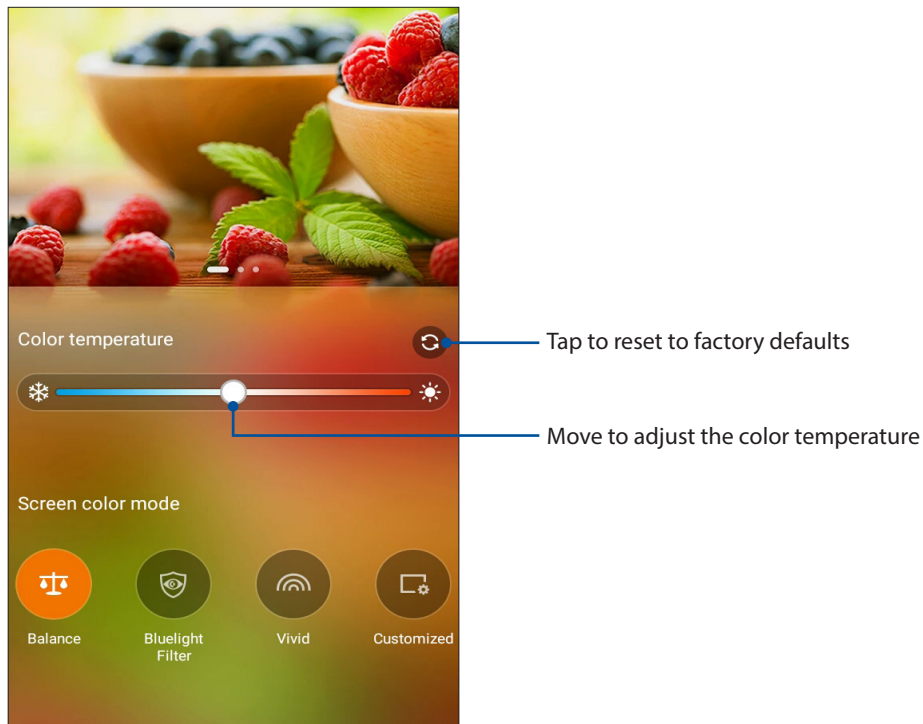 Color temperature
Tap to reset to factory defaults
Move to adjust the color temperature
Screen color mode
Balance
Bluelight
Filter
Vivid
Customized